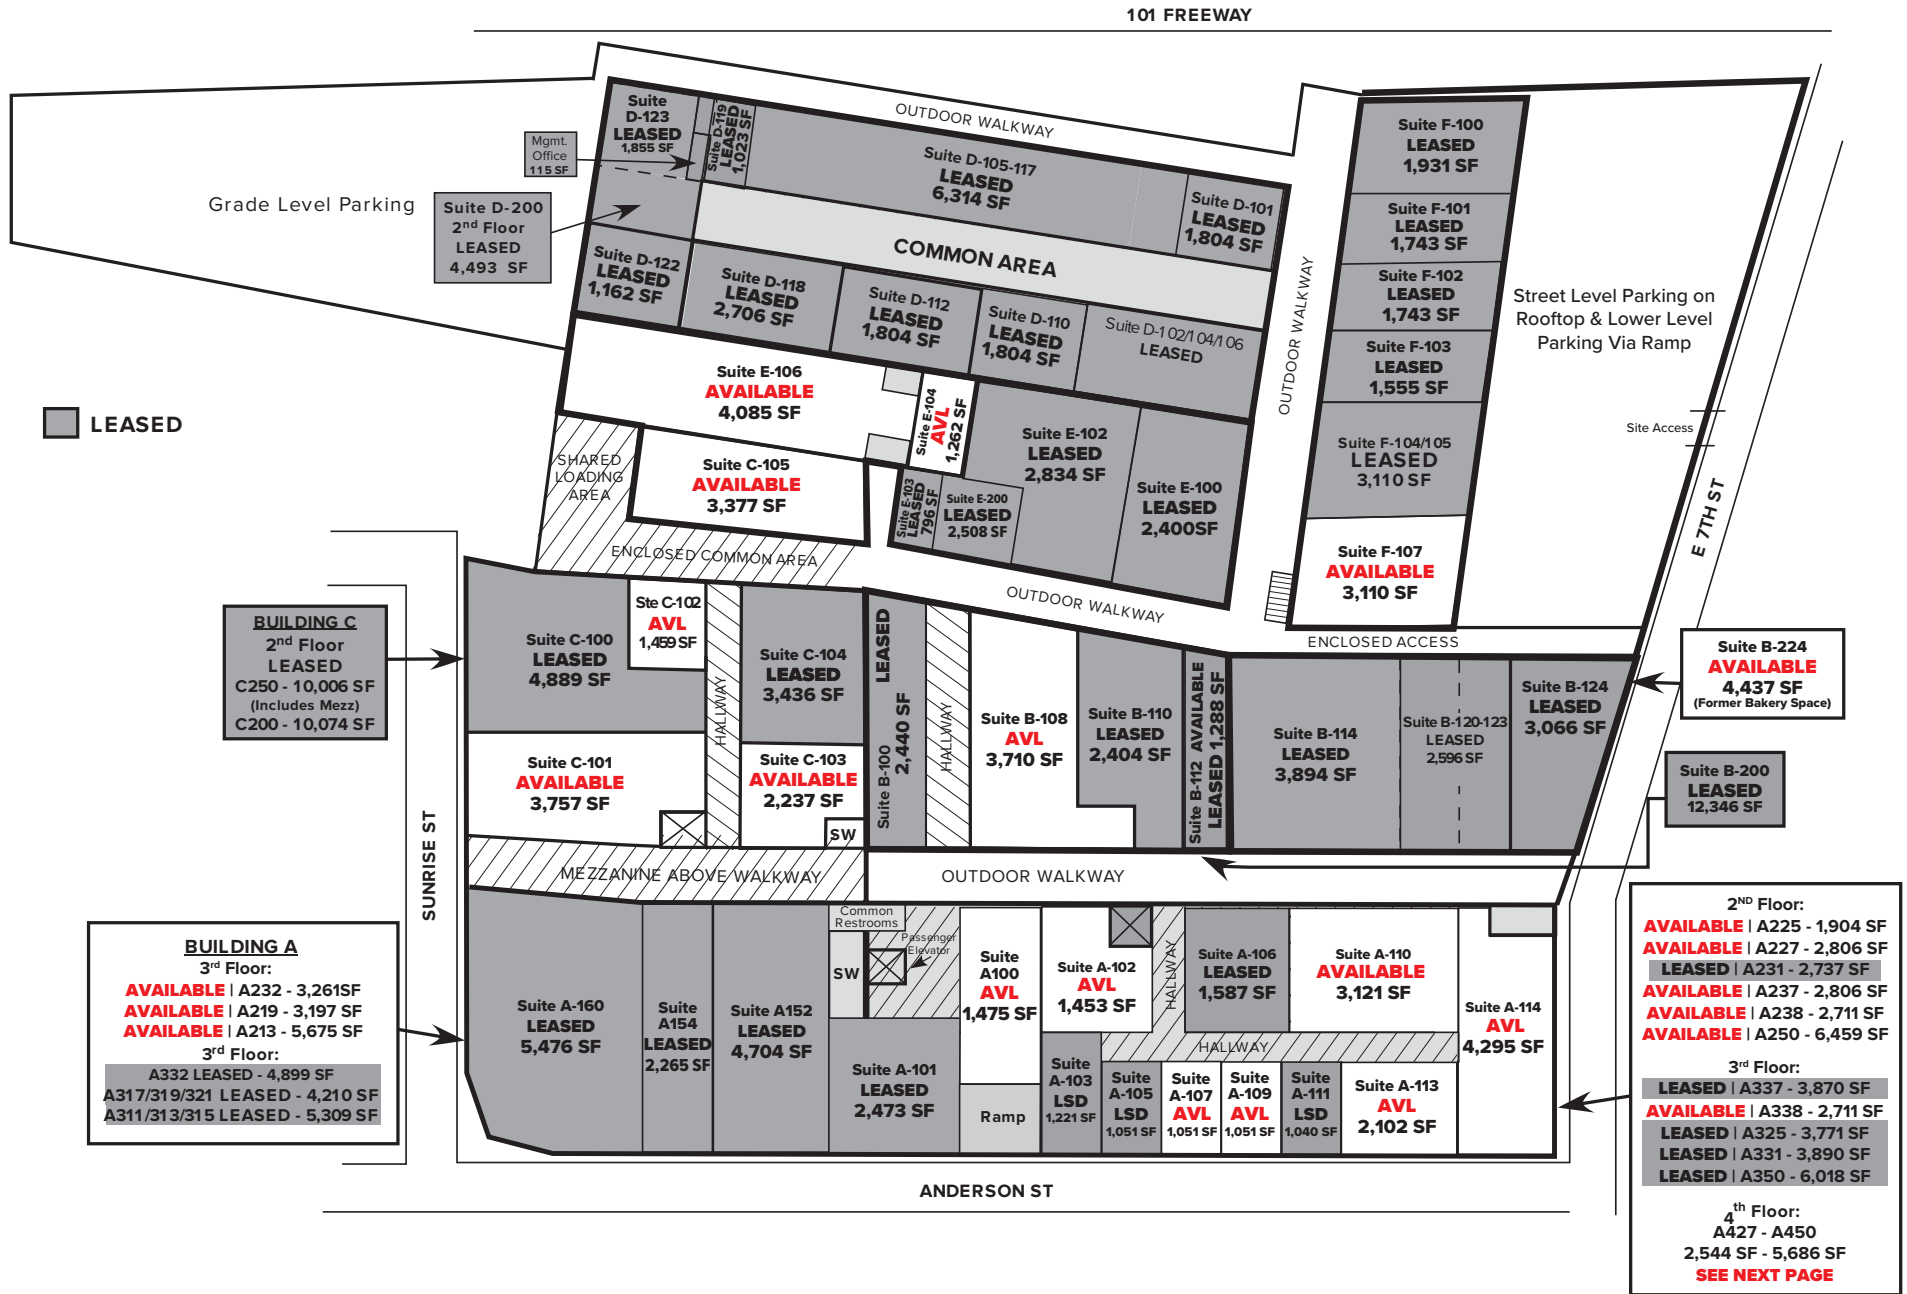 101 FREEWAY
OUTDOOR WALKWAY
Suite
D-123
LEASED
1,855 SF
Suite D-119
LEASED
1,023 SF
Mgmt.
Office
115 SF
Suite D-105-117
LEASED
6,314 SF
Suite D-101
LEASED
1,804 SF
Grade Level Parking
Suite D-200
2nd Floor
LEASED
4,493 SF
COMMON AREA
Suite D-122
LEASED
1,162 SF
Suite D-118
LEASED
2,706 SF
Suite D-112
LEASED
1,804 SF
Suite D-110
LEASED
1,804 SF
Suite D-102/104/106
LEASED
OUTDOOR WALKWAY
Suite F-100
LEASED
1,931 SF
Suite F-101
LEASED
1,743 SF
Suite F-102
LEASED
1,743 SF
Suite F-103
LEASED
1,555 SF
Suite F-104/105
LEASED
3,110 SF
Suite F-107
AVAILABLE
3,110 SF
Street Level Parking on
Rooftop & Lower Level
Parking Via Ramp
Site Access
E 7TH ST
LEASED
Suite E-106
AVAILABLE
4,085 SF
Suite E-104
AVL
1,262 SF
Suite E-102
LEASED
2,834 SF
Suite E-100
LEASED
2,400SF
Suite E-103
LEASED
796 SF
Suite E-200
LEASED
2,508 SF
SHARED
LOADING
AREA
Suite C-105
AVAILABLE
3,377 SF
ENCLOSED COMMON AREA
OUTDOOR WALKWAY
ENCLOSED ACCESS
BUILDING C
2nd Floor
LEASED
C250 - 10,006 SF
(Includes Mezz)
C200 - 10,074 SF
Suite C-100
LEASED
4,889 SF
Ste C-102
AVL
1,459 SF
HALLWAY
Suite C-104
LEASED
3,436 SF
Suite C-101
AVAILABLE
3,757 SF
Suite C-103
AVAILABLE
2,237 SF
SW
Suite B-100
LEASED
2,440 SF
HALLWAY
Suite B-108
AVL
3,710 SF
Suite B-110
LEASED
2,404 SF
Suite B-112 AVAILABLE
LEASED 1,288 SF
Suite B-114
LEASED
3,894 SF
Suite B-120-123
LEASED
2,596 SF
Suite B-124
LEASED
3,066 SF
Suite B-224
AVAILABLE
4,437 SF
(Former Bakery Space)
Suite B-200
LEASED
12,346 SF
SUNRISE ST
MEZZANINE ABOVE WALKWAY
OUTDOOR WALKWAY
BUILDING A
3rd Floor:
AVAILABLE | A232 - 3,261SF
AVAILABLE | A219 - 3,197 SF
AVAILABLE | A213 - 5,675 SF
3rd Floor:
A332 LEASED - 4,899 SF
A317/319/321 LEASED - 4,210 SF
A311/313/315 LEASED - 5,309 SF
Suite A-160
LEASED
5,476 SF
Suite
A154
LEASED
2,265 SF
Suite A152
LEASED
4,704 SF
Common
Restrooms
Passenger
Elevator
SW
Suite A-101
LEASED
2,473 SF
Suite
A100
AVL
1,475 SF
Ramp
Suite A-102
AVL
1,453 SF
HALLWAY
Suite A-106
LEASED
1,587 SF
Suite A-110
AVAILABLE
3,121 SF
Suite A-114
AVL
4,295 SF
HALLWAY
Suite
A-103
LSD
1,221 SF
Suite
A-105
LSD
1,051 SF
Suite
A-107
AVL
1,051 SF
Suite
A-109
AVL
1,051 SF
Suite
A-111
LSD
1,040 SF
Suite A-113
AVL
2,102 SF
2ND Floor:
AVAILABLE | A225 - 1,904 SF
AVAILABLE | A227 - 2,806 SF
LEASED | A231 - 2,737 SF
AVAILABLE | A237 - 2,806 SF
AVAILABLE | A238 - 2,711 SF
AVAILABLE | A250 - 6,459 SF
3rd Floor:
LEASED | A337 - 3,870 SF
AVAILABLE | A338 - 2,711 SF
LEASED | A325 - 3,771 SF
LEASED | A331 - 3,890 SF
LEASED | A350 - 6,018 SF
4th Floor:
A427 - A450
2,544 SF - 5,686 SF
SEE NEXT PAGE
ANDERSON ST